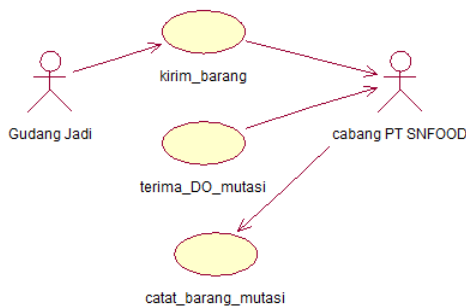 kirim_barang
Gudang Jadi
cabang PT SNFOOD
terima_DO_mutasi
catat_barang_mutasi